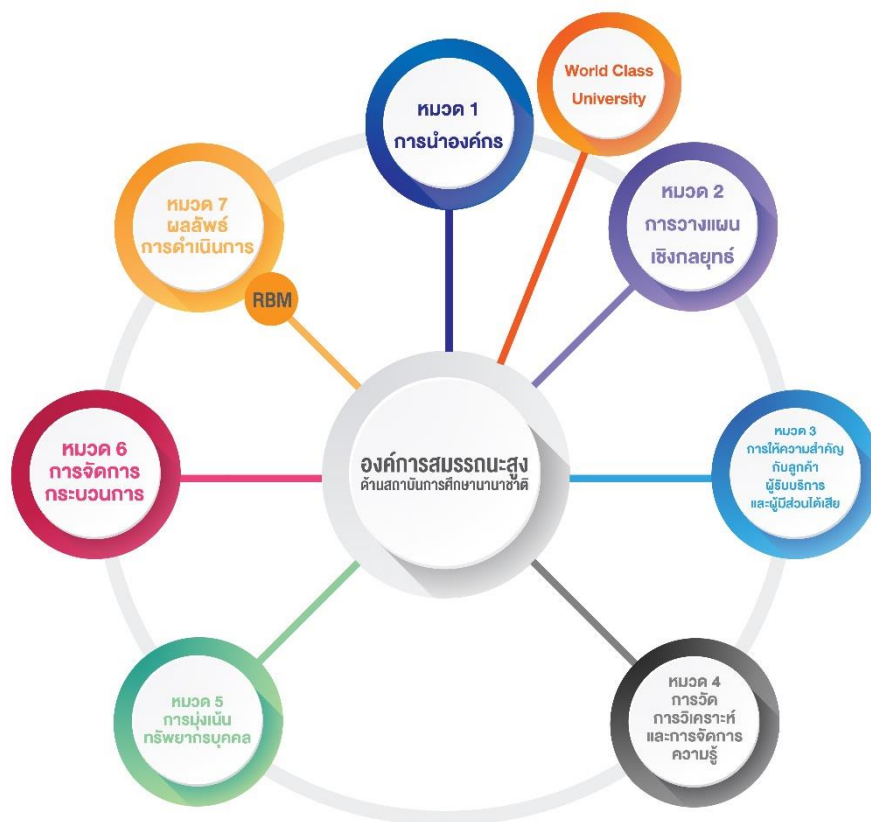 หมวด 1
การนำองค์กร
World Class
University
หมวด 2
การวางแผน
เชิงกลยุทธ์
หมวด 3
การให้ความสำคัญ
กับลูกค้า
ผู้รับบริการ
และผู้มีส่วนได้เสีย
หมวด 4
การวัด
การวิเคราะห์
และการจัดการ
ความรู้
หมวด 5
การมุ่งเน้น
ทรัพยากรบุคคล
หมวด 6
การจัดการ
กระบวนการ
หมวด 7
ผลลัพธ์
การดำเนินการ
RBM
องค์การสมรรถนะสูง
ด้านสถาบันการศึกษานานาชาติ